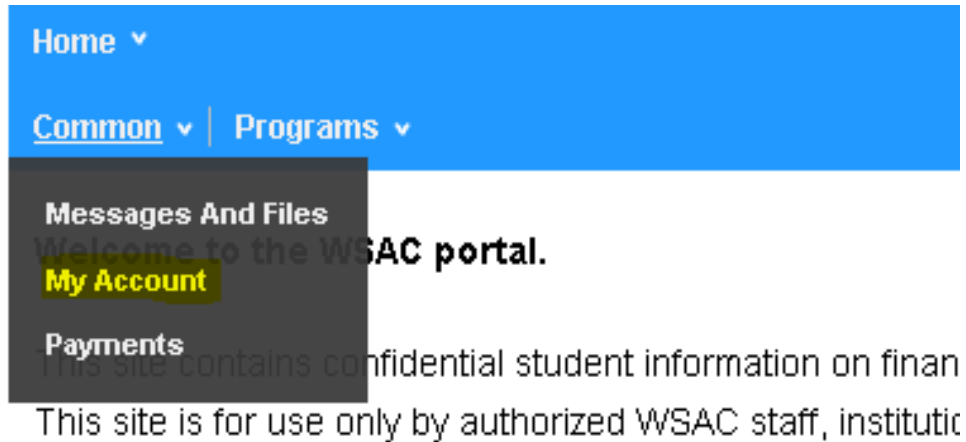 Home
Common Programs
Messages And Files
Welcome to the WSAC portal.
My Account
Payments
This site contains confidential student information on finan
This site is for use only by authorized WSAC staff, institutio